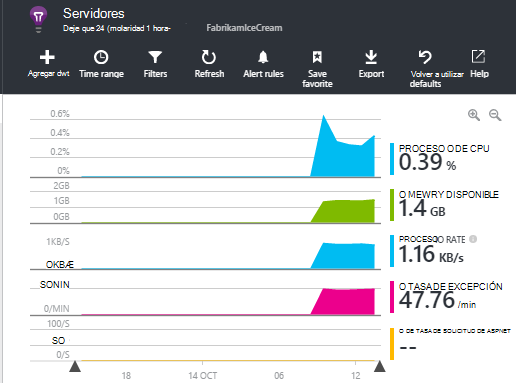 Servidores
Deje que 24 (molaridad 1 hora-
FabrikamIceCream
Agregar dwt
Time range
Filters
Refresh
Alert rules
Save
favorite
Export
Volver a utilizar
defaults
Help
0.6%
0.4%
0.2%
0%
PROCESO O DE CPU
0.39 %
2GB
1GB
0GB
O MEWRY DISPONIBLE
1.4 GB
1KB/S
OKBÆ
PROCESO RATE
1.16 KB/s
SONIN
0/MIN
O TASA DE EXCEPCIÓN
47.76 /min
100/S
SO
0/S
O DE TASA DE SOLICITUD DE ASPNET
--
18
14 OCT
06
12